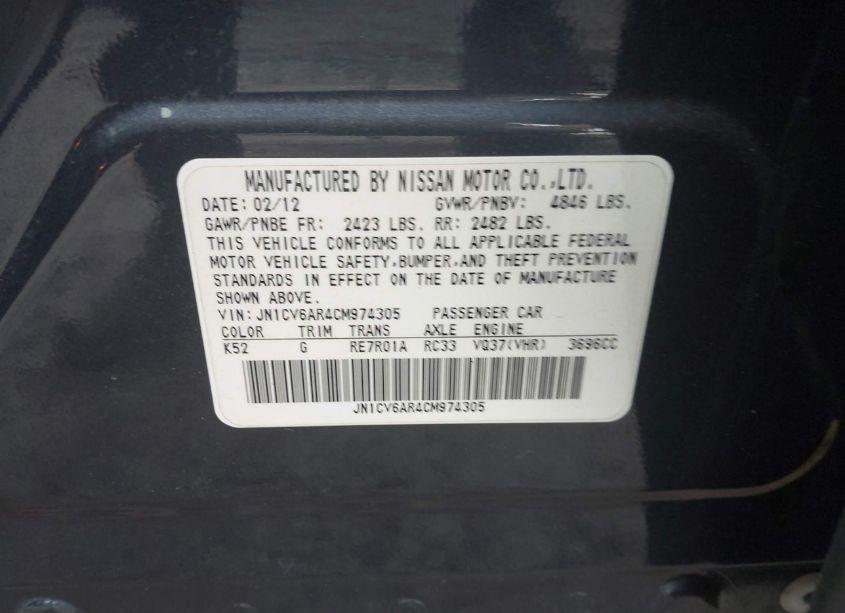 MANUFACTURED BY NISSAN MOTOR CO.,LTD.
DATE: 02/12 GVWR/PNBV: 4846 LBS.
GAWR/PNBE FR: 2423 LBS. RR: 2482 LBS.
THIS VEHICLE CONFORMS TO ALL APPLICABLE FEDERAL
MOTOR VEHICLE SAFETY,BUMPER,AND THEFT PREVENTION
STANDARDS IN EFFECT ON THE DATE OF MANUFACTURE
SHOWN ABOVE.
VIN: JN1CV6AR4CM974305 PASSENGER CAR
COLOR TRIM TRANS AXLE ENGINE
K52 G RE7R01A RC33 VQ37(VHR) 3696CC
JN1CV6AR4CM974305